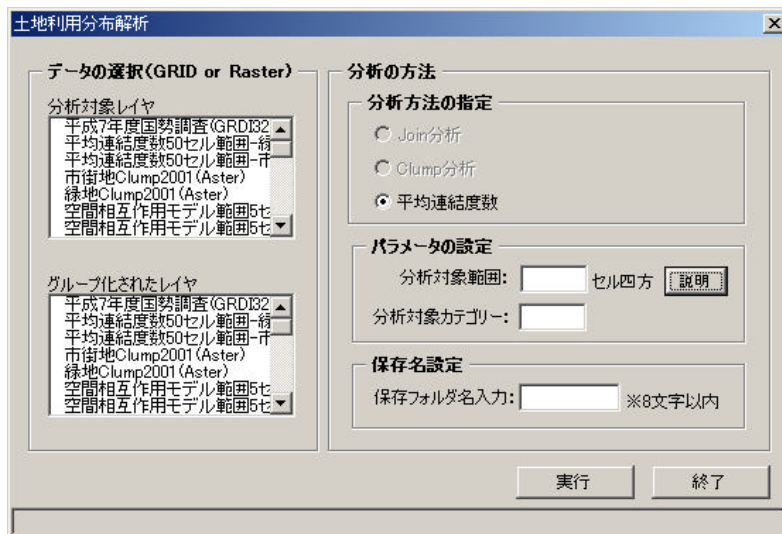 土地利用分布解析
データの選択(GRID or Raster)
分析対象レイヤ
平成7年度国勢調査(GRDI32
平均連結度数50セル範囲-緑
平均連結度数50セル範囲-市
市街地Clump2001(Aster)
緑地Clump2001(Aster)
空間相互作用モデル範囲5セ
空間相互作用モデル範囲5セ
グループ化されたレイヤ
平成7年度国勢調査(GRDI32
平均連結度数50セル範囲-緑
平均連結度数50セル範囲-市
市街地Clump2001(Aster)
緑地Clump2001(Aster)
空間相互作用モデル範囲5セ
空間相互作用モデル範囲5セ
分析の方法
分析方法の指定
Join分析
Clump分析
平均連結度数
パラメータの設定
分析対象範囲: セル四方 説明
分析対象カテゴリー:
保存名設定
保存フォルダ名入力: ※8文字以内
実行 終了